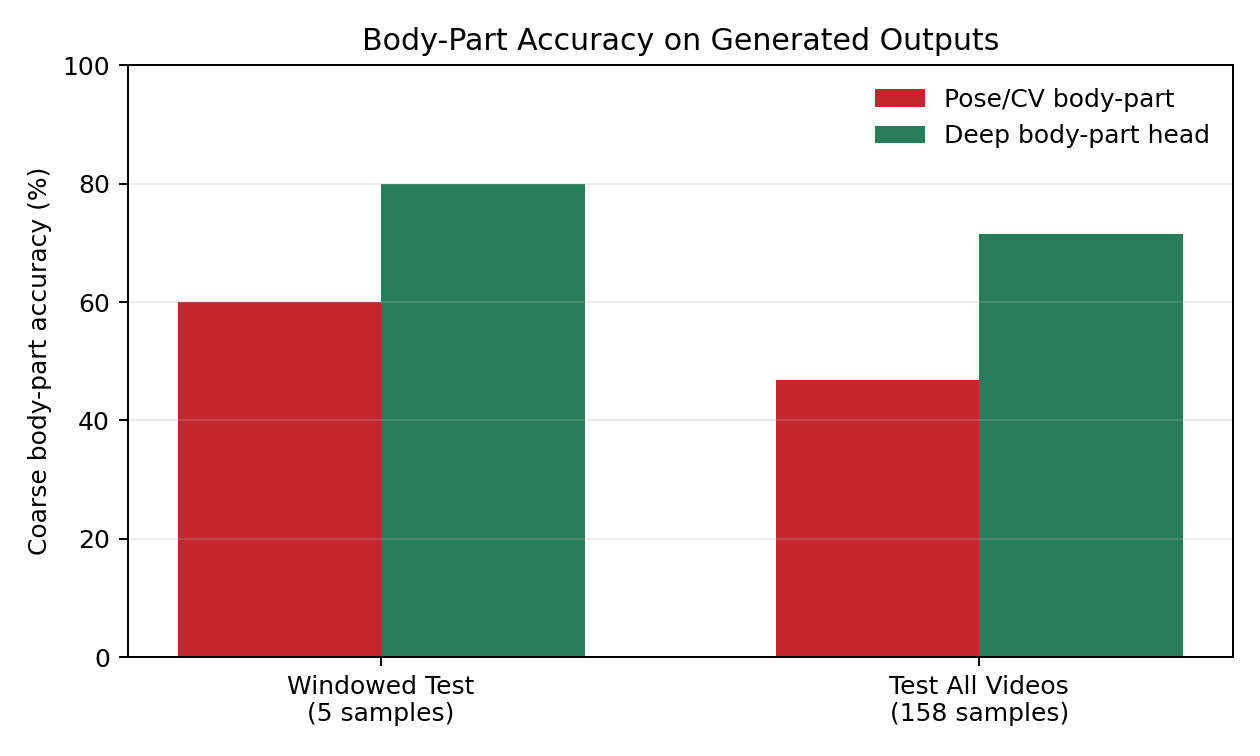 Body-Part Accuracy on Generated Outputs
100
80
60
40
20
0
Coarse body-part accuracy (%)
Pose/CV body-part
Deep body-part head
Windowed Test
(5 samples)
Test All Videos
(158 samples)